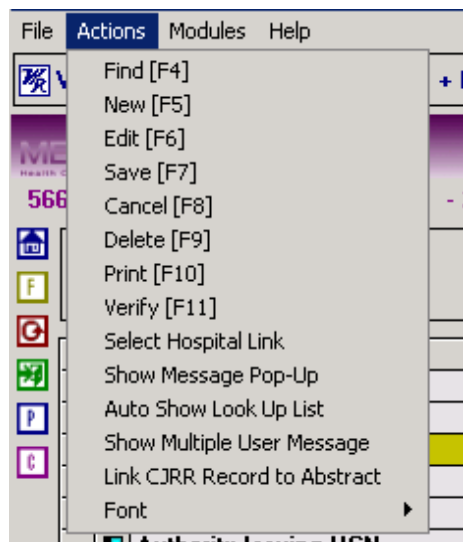 File Actions Modules Help
Find [F4]
New [F5]
Edit [F6]
Save [F7]
Cancel [F8]
Delete [F9]
Print [F10]
Verify [F11]
Select Hospital Link
Show Message Pop-Up
Auto Show Look Up List
Show Multiple User Message
Link CJRR Record to Abstract
Font
+
ME
Health
566
-
F
P
C